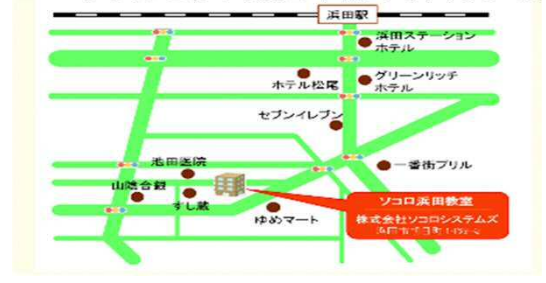 浜田駅
浜田ステーション
ホテル
グリーンリッチ
ホテル
ホテル松尾
セブンイレブン
一番街プリル
池田医院
山陰合銀
すし蔵
ゆめマート
ソコロ浜田教室
株式会社ソコロシステムズ
浜田市